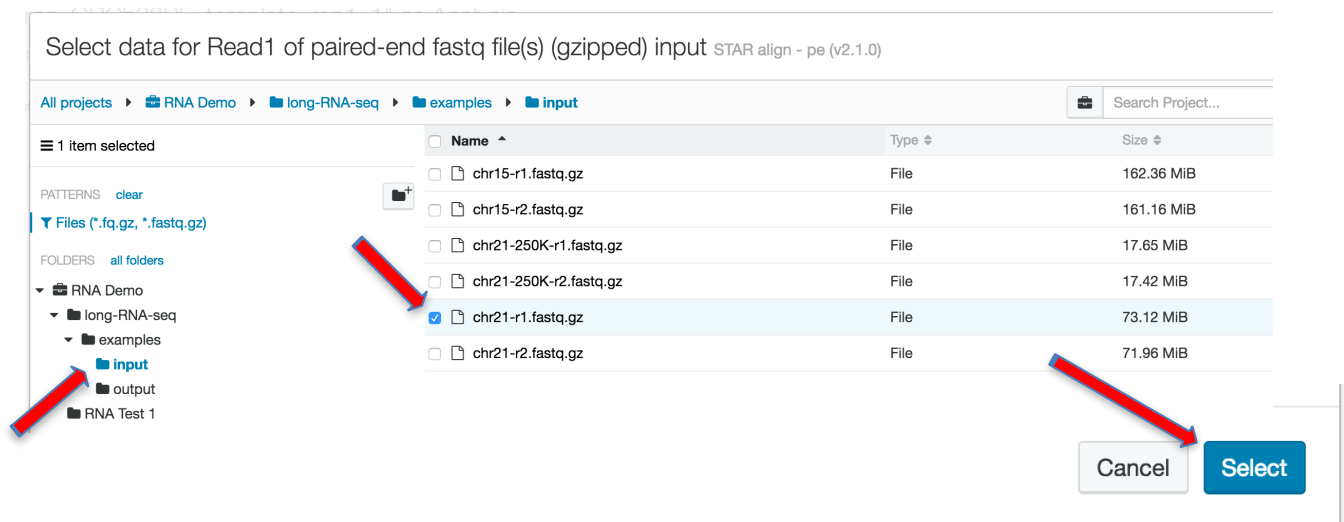 Select data for Read1 of paired-end fastq file(s) (gzipped) input STAR align - pe (v2.1.0)
All projects RNA Demo long-RNA-seq examples input Search Project...
1 item selected
PATTERNS clear
Files (*.fq.gz, *.fastq.gz)
FOLDERS all folders
RNA Demo
long-RNA-seq
examples
input
output
RNA Test 1
Name Type Size
chr15-r1.fastq.gz File 162.36 MiB
chr15-r2.fastq.gz File 161.16 MiB
chr21-250K-r1.fastq.gz File 17.65 MiB
chr21-250K-r2.fastq.gz File 17.42 MiB
chr21-r1.fastq.gz File 73.12 MiB
chr21-r2.fastq.gz File 71.96 MiB
Cancel Select